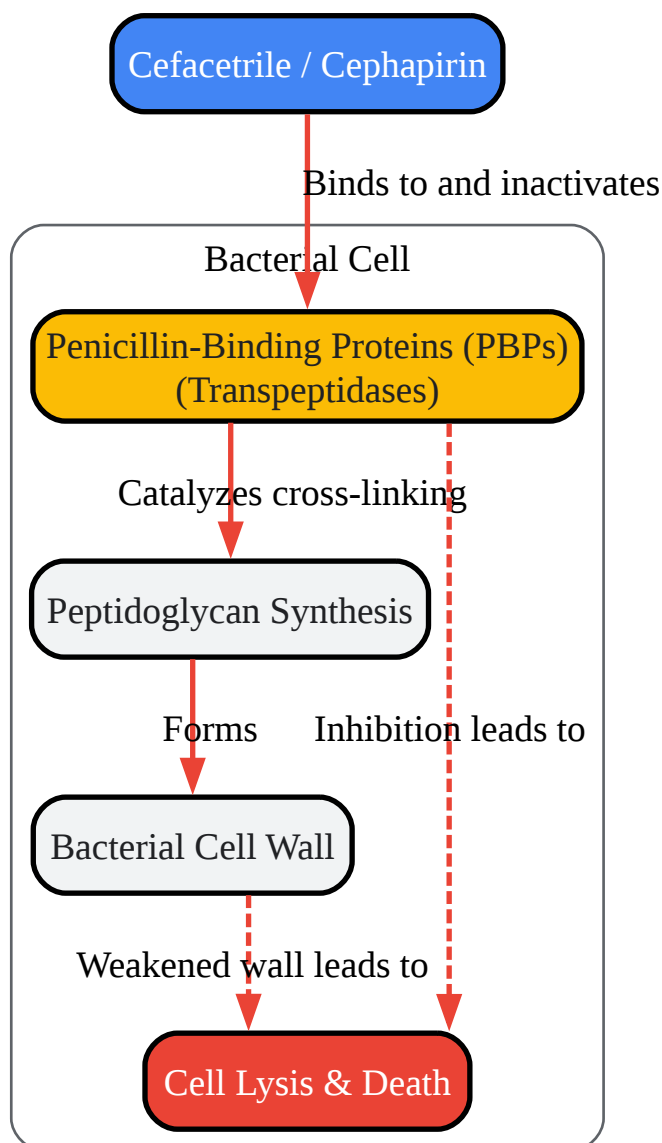 Cefacetrile / Cephapirin
Binds to and inactivates
Bacterial Cell
Penicillin-Binding Proteins (PBPs)
(Transpeptidases)
Catalyzes cross-linking
Peptidoglycan Synthesis
Forms
Inhibition leads to
Bacterial Cell Wall
Weakened wall leads to
Cell Lysis & Death